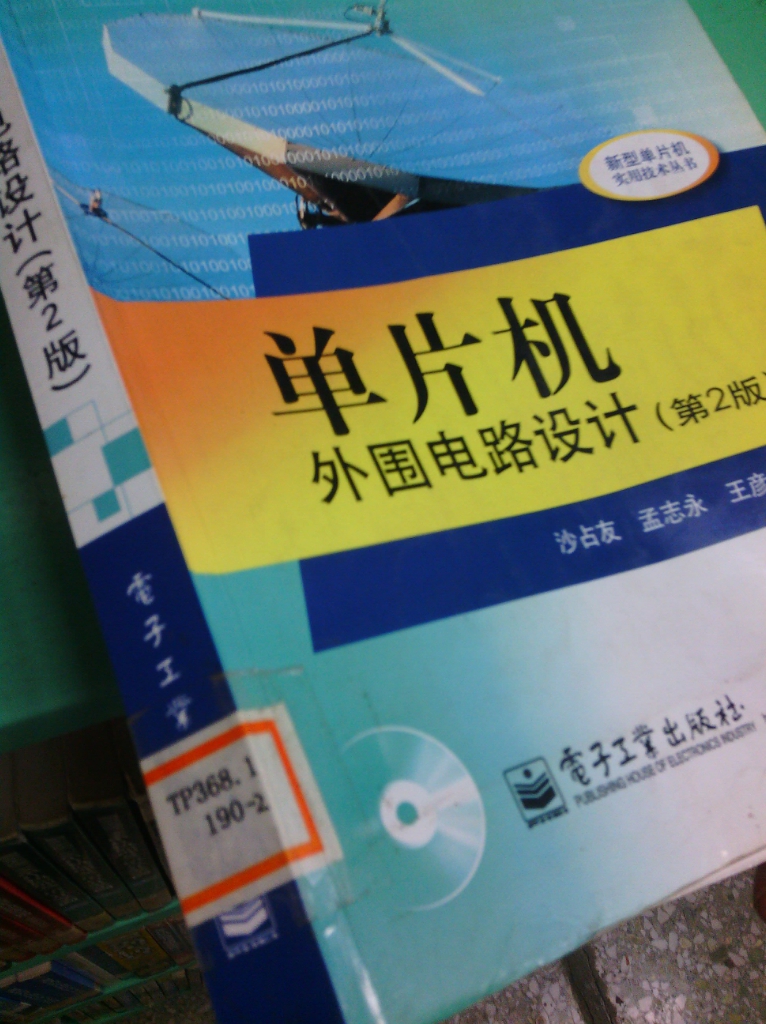 新型单片机
实用技术丛书
单片机
外围电路设计(第2版)
沙占友 孟志永 王彦
電子工業出版社
PUBLISHING HOUSE OF ELECTRONICS INDUSTRY
路设计(第2版)
電子工業
TP368.1
190-2